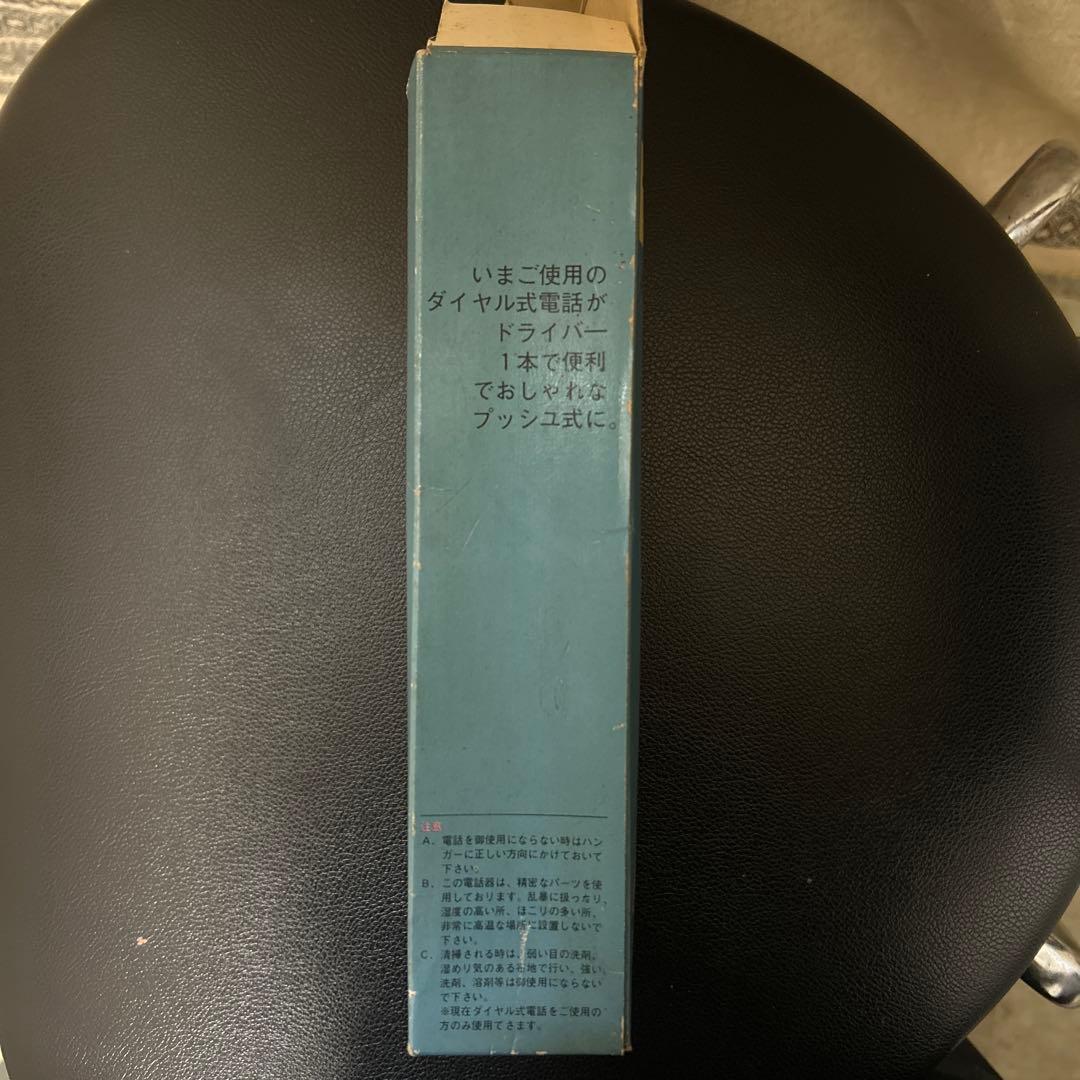 いまご使用の
ダイヤル式電話が
ドライバー
1本で便利
でおしゃれな
プッシユ式に。
注意
A. 電話を御使用にならない時はハン
ガーに正しい方向にかけておいて
下さい。
B. この電話器は、精密なパーツを使
用しております。乱暴に扱ったり、
湿度の高い所、ほこりの多い所、
非常に高温な場所に設置しないで
下さい。
C. 清掃される時は、弱い目の洗剤、
湿めり気のある布地で行い、強い
洗剤、溶剤等は御使用にならない
で下さい。
※現在ダイヤル式電話をご使用の
方のみ使用てきます。